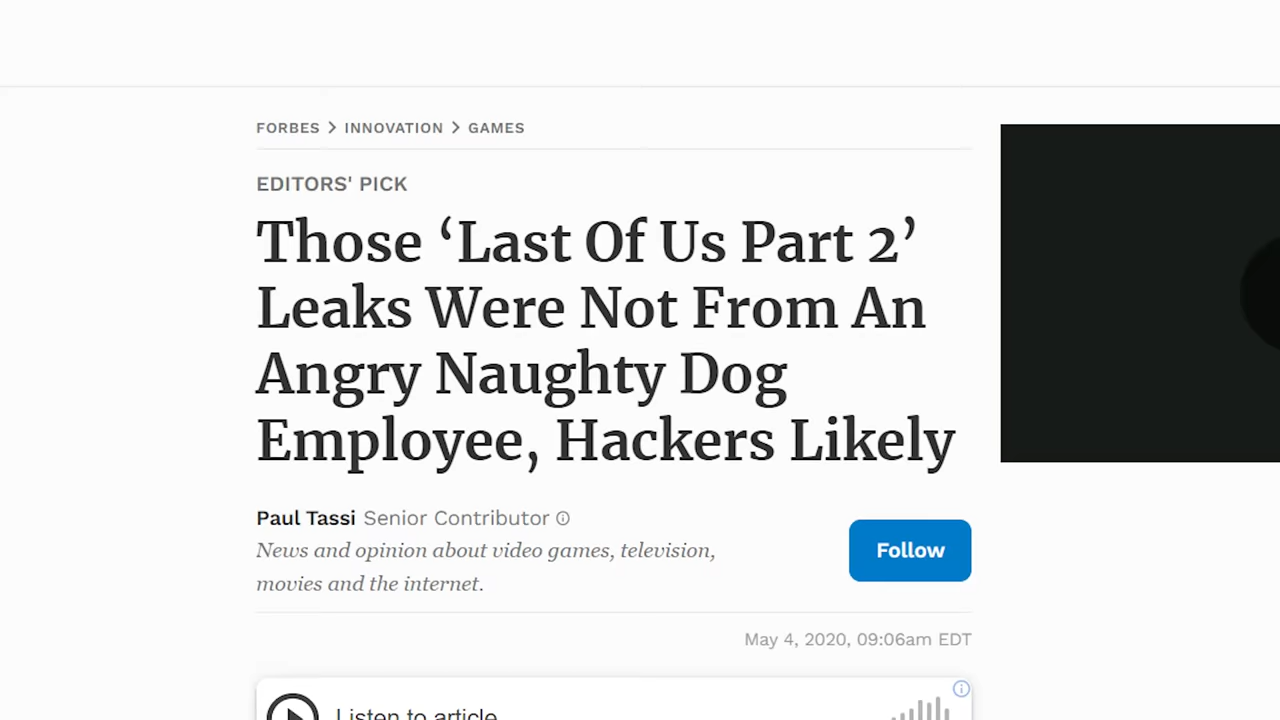 FORBES > INNOVATION > GAMES
EDITORS' PICK
Those ‘Last Of Us Part 2’
Leaks Were Not From An
Angry Naughty Dog
Employee, Hackers Likely
Paul Tassi Senior Contributor
News and opinion about video games, television,
movies and the internet.
Follow
May 4, 2020, 09:06am EDT
Listen to article